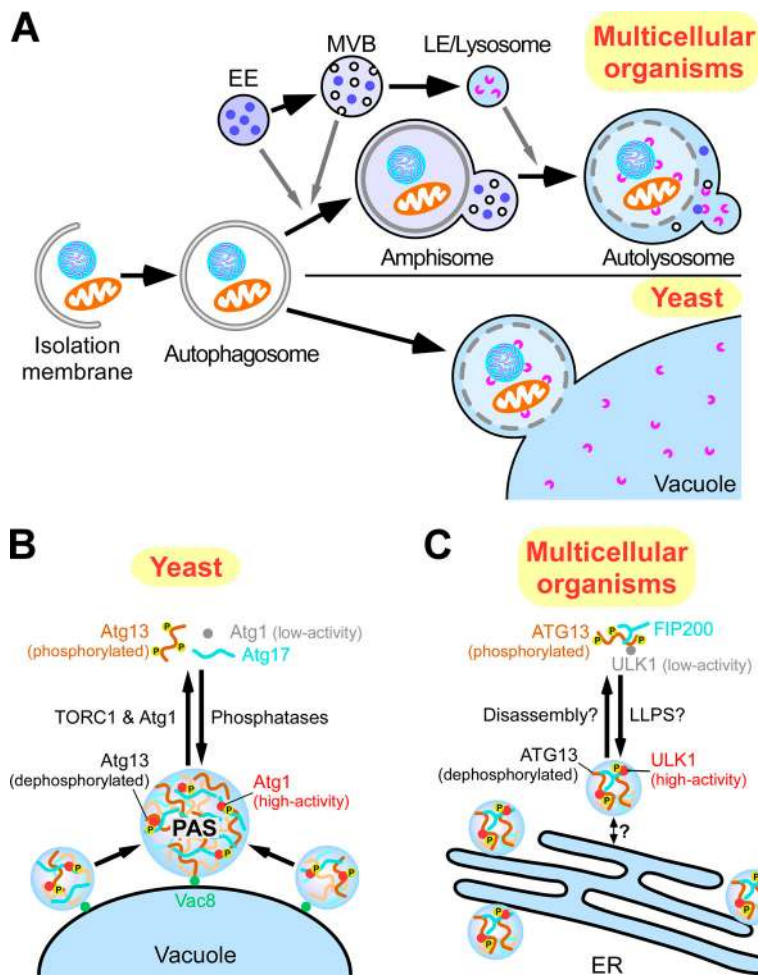 A
MVB
LE/Lysosome
Multicellular
organisms
EE
Amphisome
Autolysosome
Isolation
membrane
Autophagosome
Yeast
Vacuole
B
Yeast
Atg13
(phosphorylated)
P
P
P
Atg1 (low-activity)
Atg17
TORC1 & Atg1
Phosphatases
Atg13
(dephosphorylated)
Atg1
(high-activity)
P
P
P
P
P
PAS
P
P
P
P
Vac8
Vacuole
C
Multicellular
organisms
ATG13
(phosphorylated)
P
P
P
FIP200
ULK1 (low-activity)
Disassembly?
LLPS?
ATG13
(dephosphorylated)
P
P
ULK1
(high-activity)
?
P
P
P
P
P
P
ER